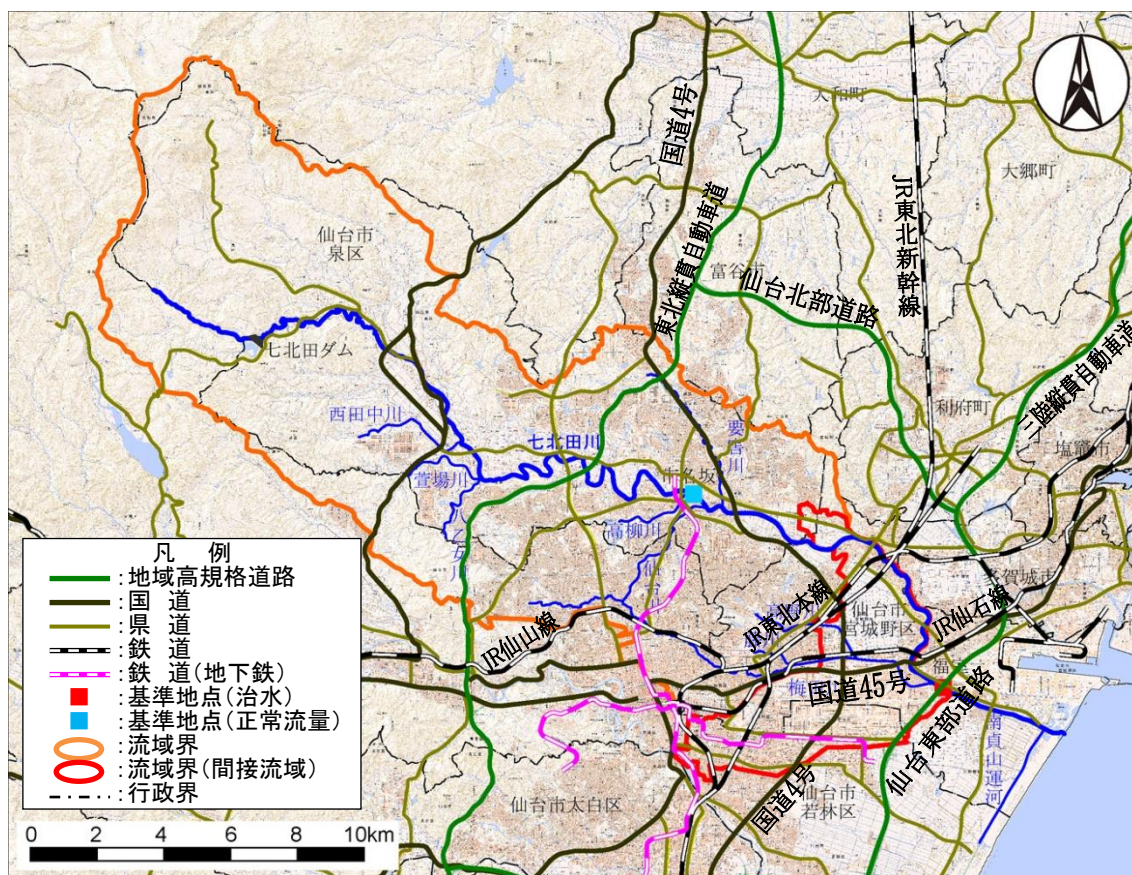 N
大和町
国道4号
大郷町
JR東北新幹線
東北縦貫自動車道
仙台市
泉区
富谷市
仙台北部道路
三陸縦貫自動車道
七北田ダム
利府町
西田中川
要害川
塩竈市
七北田川
市名坂
萱場川
高柳川
凡 例
:地域高規格道路
:国 道
:県 道
:鉄 道
:鉄 道(地下鉄)
:基準地点(治水)
:基準地点(正常流量)
:流域界
:流域界(間接流域)
:行政界
0 2 4 6 8 10km
多賀城市
JR東北本線
仙台市
宮城野区
JR仙石線
JR仙山線
国道45号
仙台東部道路
南貞山運河
国道4号
仙台市
若林区
仙台市太白区